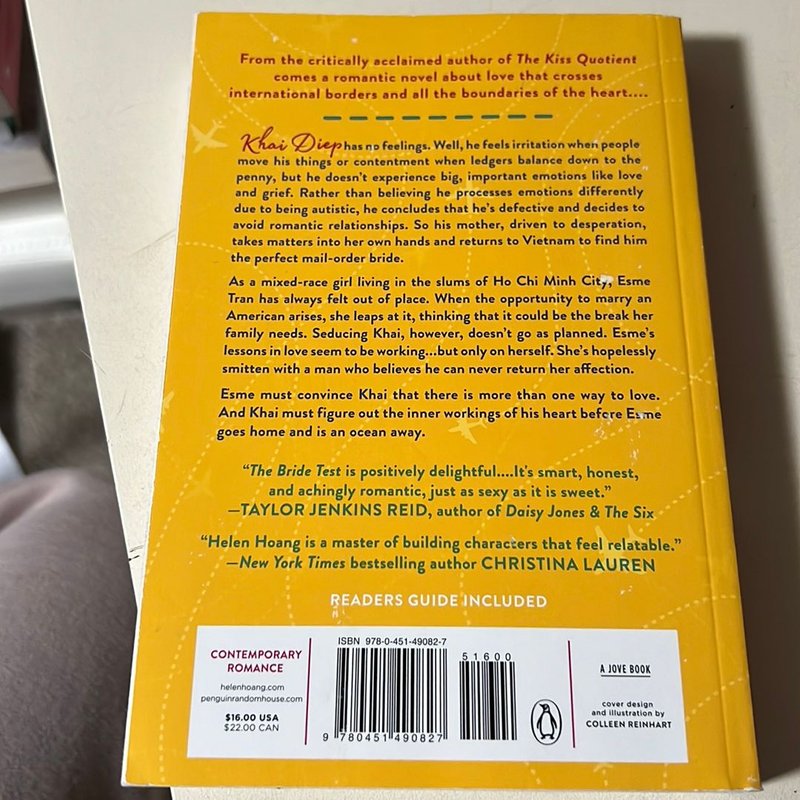 From the critically acclaimed author of The Kiss Quotient
comes a romantic novel about love that crosses
international borders and all the boundaries of the heart....
Khai Diep has no feelings. Well, he feels irritation when people
move his things or contentment when ledgers balance down to the
penny, but he doesn't experience big, important emotions like love
and grief. Rather than believing he processes emotions differently
due to being autistic, he concludes that he's defective and decides to
avoid romantic relationships. So his mother, driven to desperation,
takes matters into her own hands and returns to Vietnam to find him
the perfect mail-order bride.
As a mixed-race girl living in the slums of Ho Chi Minh City, Esme
Tran has always felt out of place. When the opportunity to marry an
American arises, she leaps at it, thinking that it could be the break her
family needs. Seducing Khai, however, doesn't go as planned. Esme's
lessons in love seem to be working...but only on herself. She's hopelessly
smitten with a man who believes he can never return her affection.
Esme must convince Khai that there is more than one way to love.
And Khai must figure out the inner workings of his heart before Esme
goes home and is an ocean away.
"The Bride Test is positively delightful....It's smart, honest,
and achingly romantic, just as sexy as it is sweet."
—TAYLOR JENKINS REID, author of Daisy Jones & The Six
"Helen Hoang is a master of building characters that feel relatable."
—New York Times bestselling author CHRISTINA LAUREN
READERS GUIDE INCLUDED
CONTEMPORARY
ROMANCE
helenhoang.com
penguinrandomhouse.com
$16.00 USA
$22.00 CAN
ISBN 978-0-451-49082-7
51600
9 780451 490827
A JOVE BOOK
cover design
and illustration by
COLLEEN REINHART